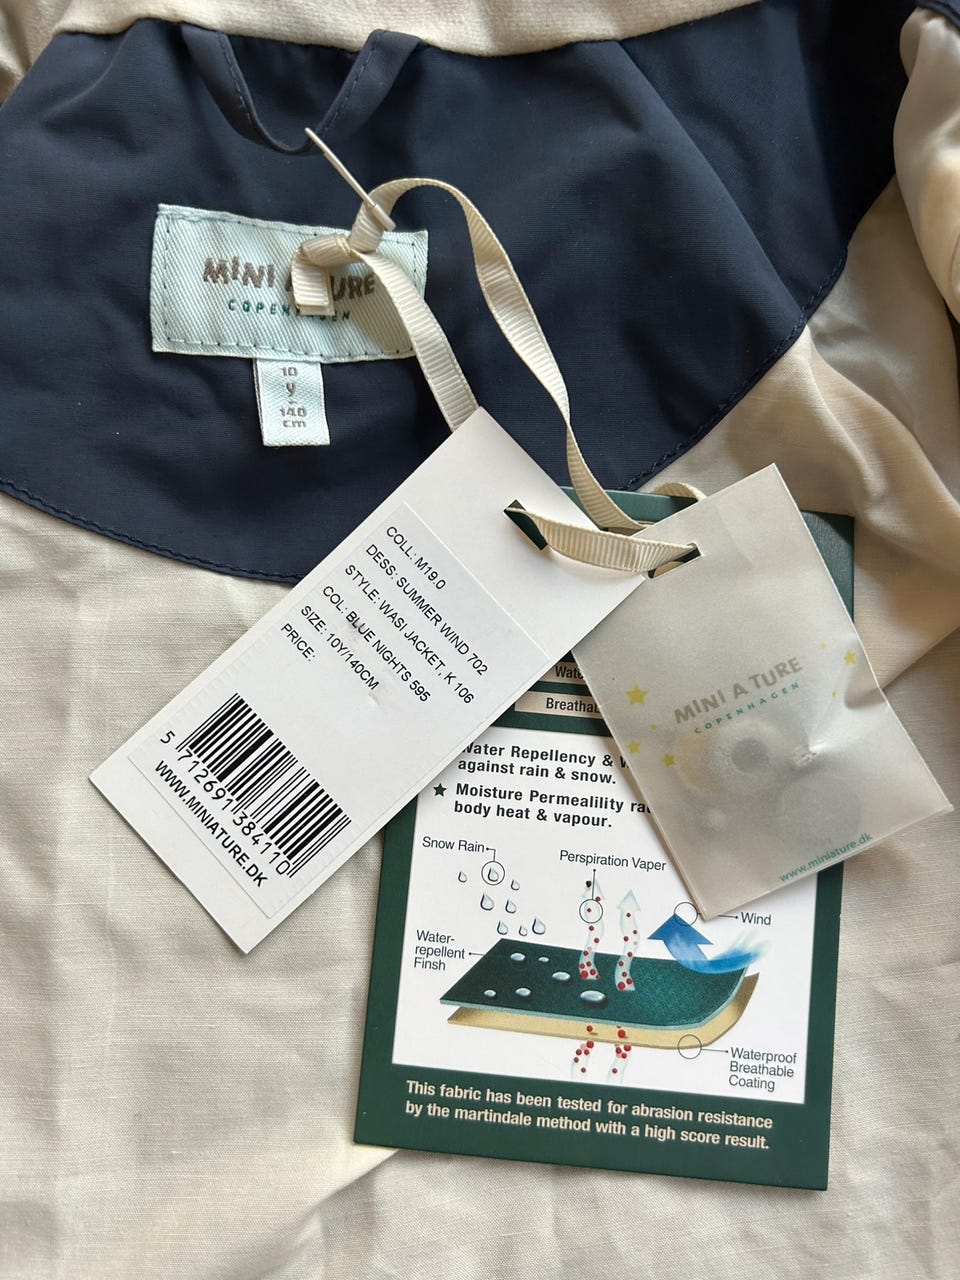 MINI A TURE
COPENHAGEN
10
y
-
140
cm
COLL: M19.0
DESS: SUMMER WIND 702
STYLE: WASI JACKET, K 106
COL: BLUE NIGHTS 595
SIZE: 10Y/140CM
PRICE:
5 712691 384110
WWW.MINIATURE.DK
MINI A TURE
COPENHAGEN
www.miniature.dk
Water Repellency &
against rain & snow.
★ Moisture Permealility
body heat & vapour.
Snow Rain
Perspiration Vaper
Wind
Water-
repellent
Finsh
Waterproof
Breathable
Coating
This fabric has been tested for abrasion resistance
by the martindale method with a high score result.